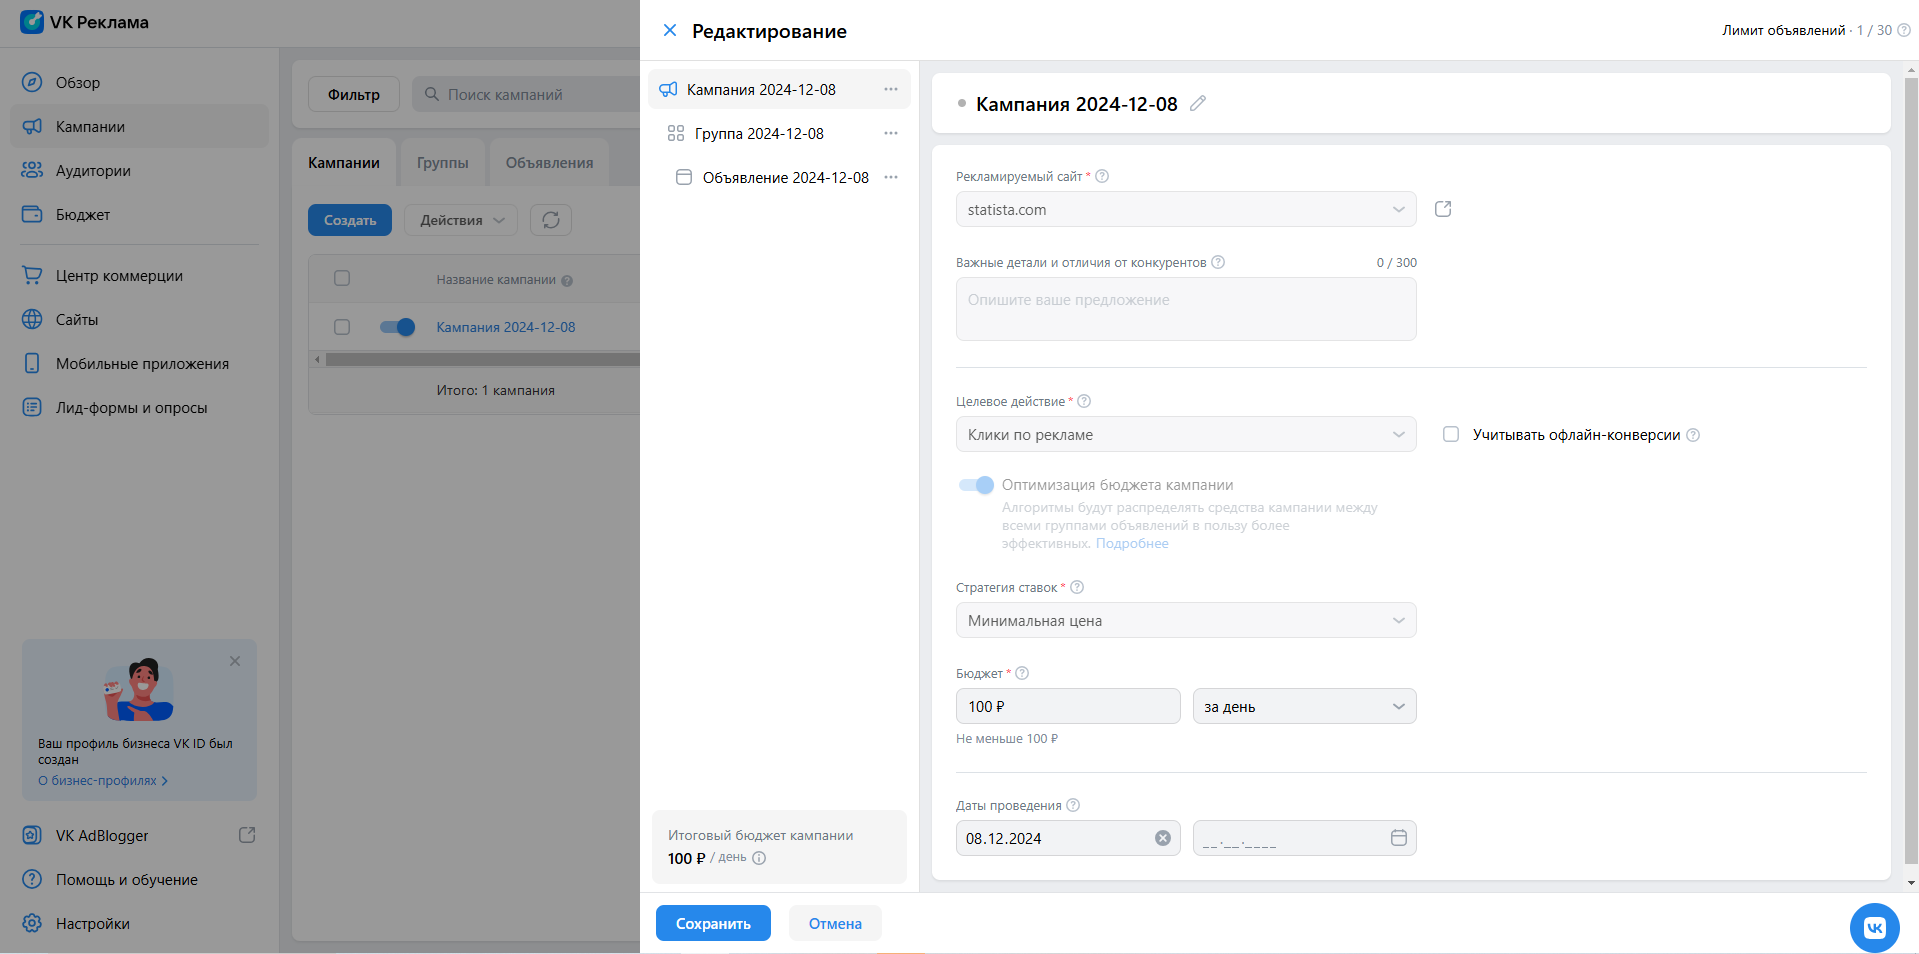 VK Реклама
Обзор
Кампании
Аудитории
Бюджет
Центр коммерции
Сайты
Мобильные приложения
Лид-формы и опросы
Ваш профиль бизнеса VK ID был
создан
О бизнес-профилях
VK AdBlogger
Помощь и обучение
Настройки
Фильтр
Поиск кампаний
Кампании
Группы
Объявления
Создать
Действия
Название кампании
Кампания 2024-12-08
Итого: 1 кампания
Редактирование
Лимит объявлений · 1 / 30
Кампания 2024-12-08
Группа 2024-12-08
Объявление 2024-12-08
Итоговый бюджет кампании
100 ₽ / день
Кампания 2024-12-08
Рекламируемый сайт *
statista.com
Важные детали и отличия от конкурентов
0 / 300
Опишите ваше предложение
Целевое действие *
Клики по рекламе
Учитывать офлайн-конверсии
Оптимизация бюджета кампании
Алгоритмы будут распределять средства кампании между
всеми группами объявлений в пользу более
эффективных. Подробнее
Стратегия ставок *
Минимальная цена
Бюджет *
100 ₽
за день
Не меньше 100 ₽
Даты проведения
08.12.2024
__.__.____
Сохранить
Отмена